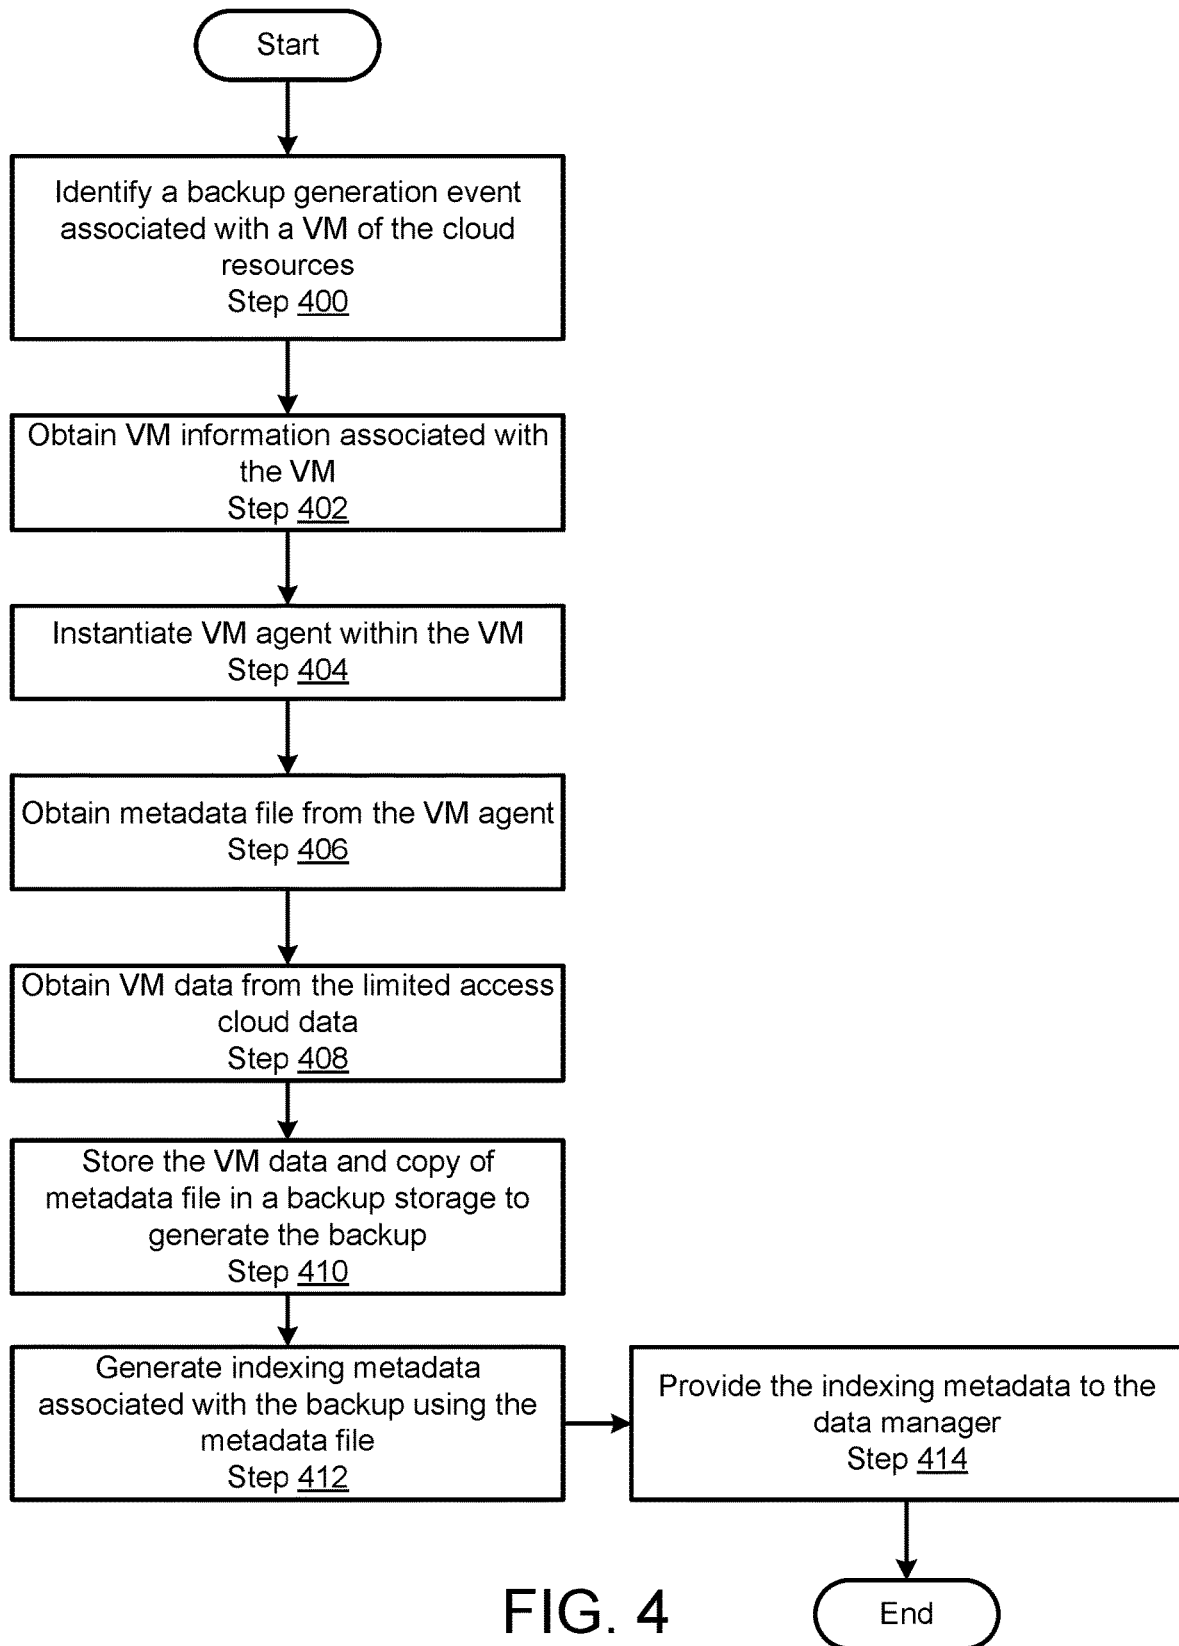 Start
Identify a backup generation event
associated with a VM of the cloud
resources
Step 400
Obtain VM information associated with
the VM
Step 402
Instantiate VM agent within the VM
Step 404
Obtain metadata file from the VM agent
Step 406
Obtain VM data from the limited access
cloud data
Step 408
Store the VM data and copy of
metadata file in a backup storage to
generate the backup
Step 410
Generate indexing metadata
associated with the backup using the
metadata file
Step 412
Provide the indexing metadata to the
data manager
Step 414
End
FIG. 4